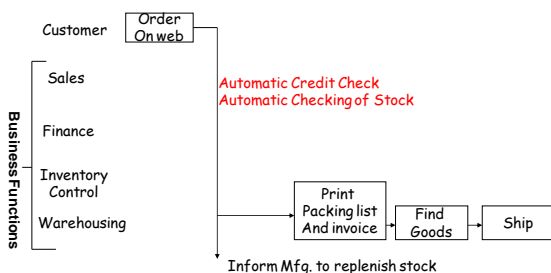 Customer
Order
On web
Sales
Automatic Credit Check
Automatic Checking of Stock
Business Functions
Finance
Inventory
Control
Warehousing
Print
Packing list
And invoice
Find
Goods
Ship
Inform Mfg. to replenish stock